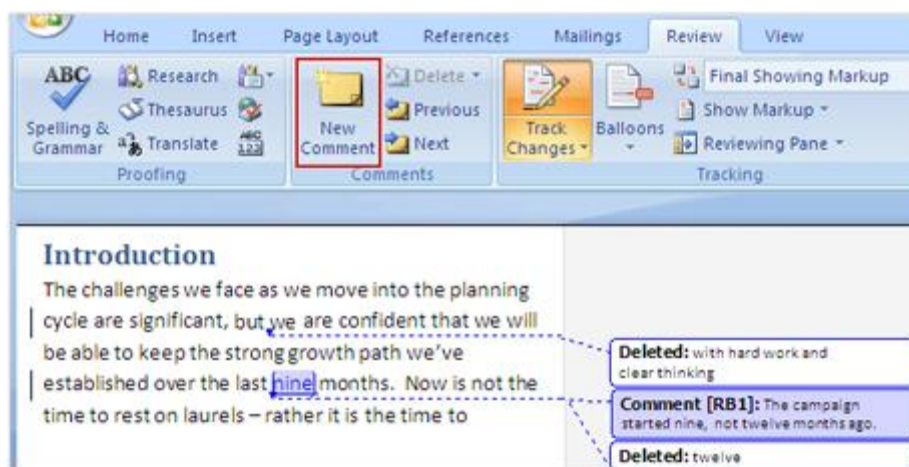 Home Insert Page Layout References Mailings Review View
ABC Research Delete Final Showing Markup
Thesaurus Previous Show Markup
Spelling & Grammar Translate ABC 123 New Comment Next Track Changes Balloons Reviewing Pane
Proofing Comments Tracking
Introduction
The challenges we face as we move into the planning
cycle are significant, but we are confident that we will
be able to keep the strong growth path we've
established over the last nine months. Now is not the
time to rest on laurels – rather it is the time to
Deleted: with hard work and
clear thinking
Comment [RB1]: The campaign
started nine, not twelve months ago.
Deleted: twelve